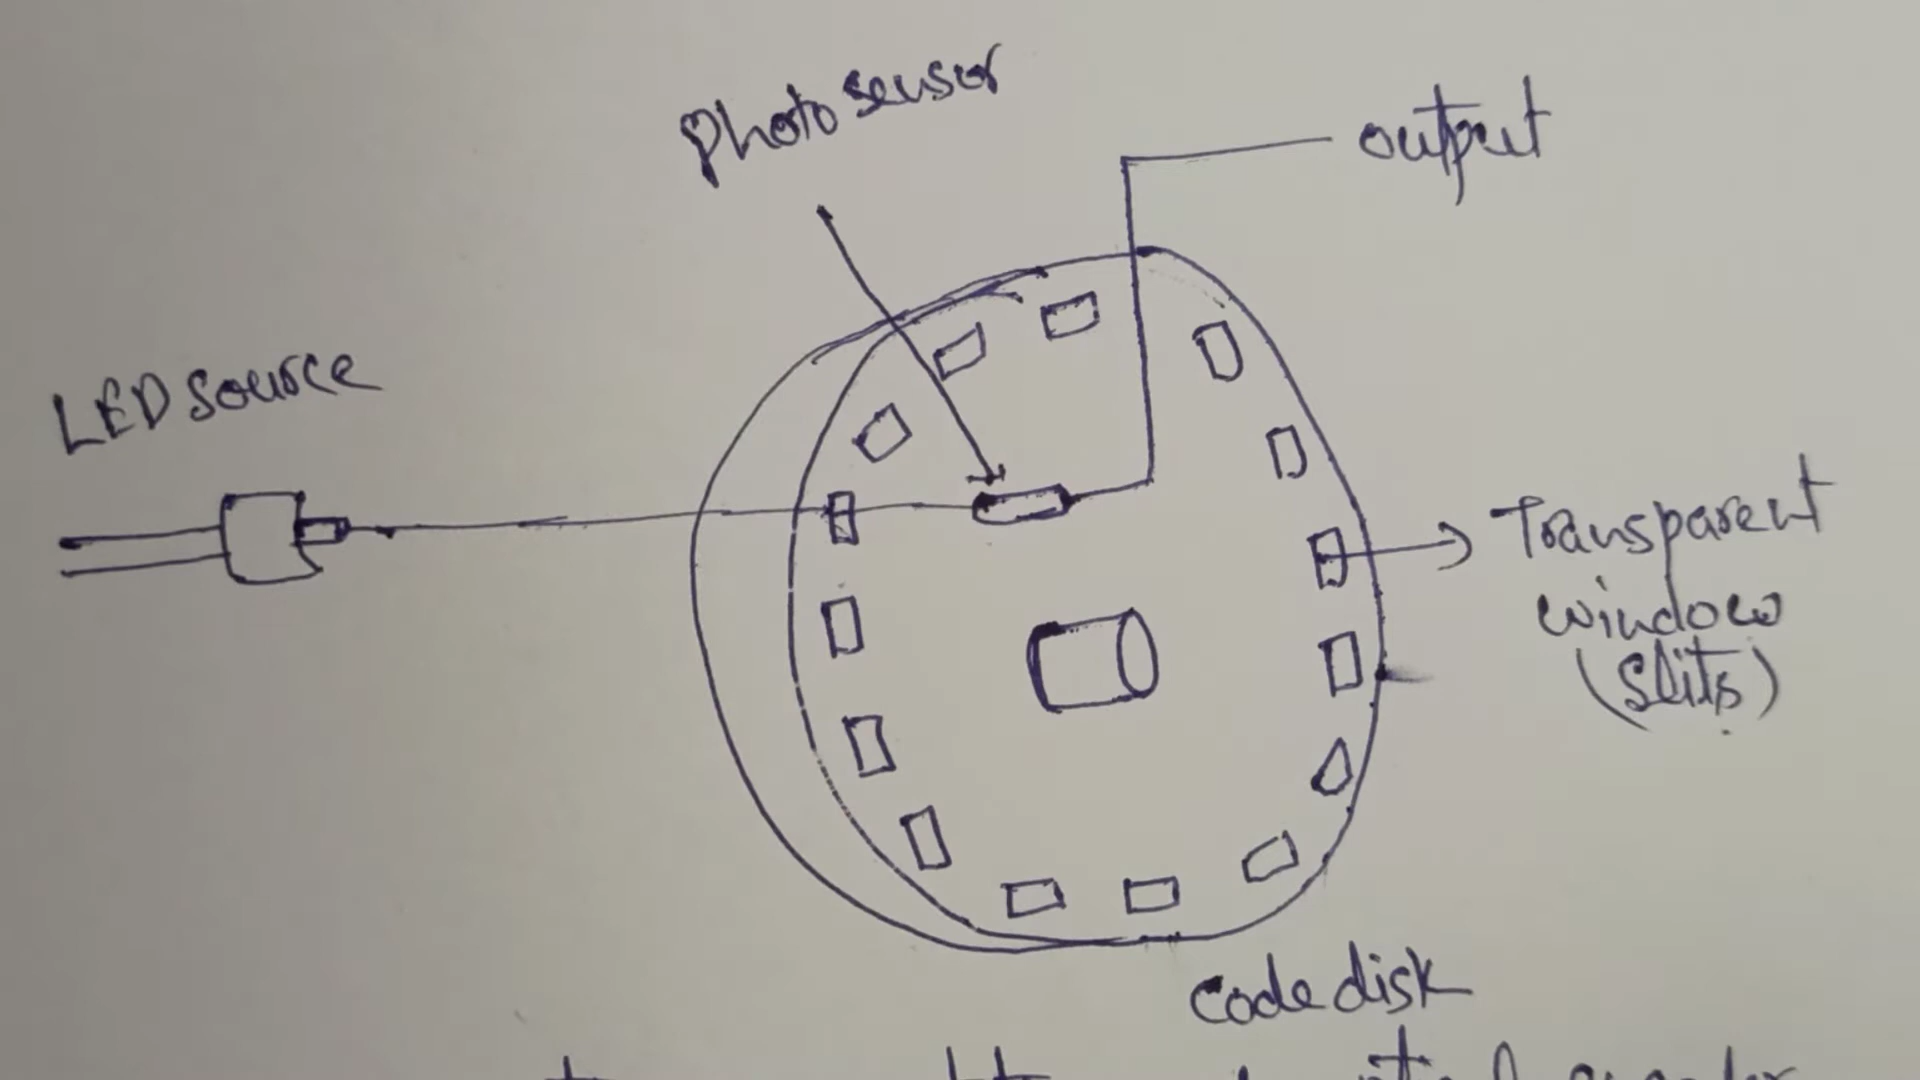 Photo sensor
output
LED source
Transparent
window
(Slits)
Code disk